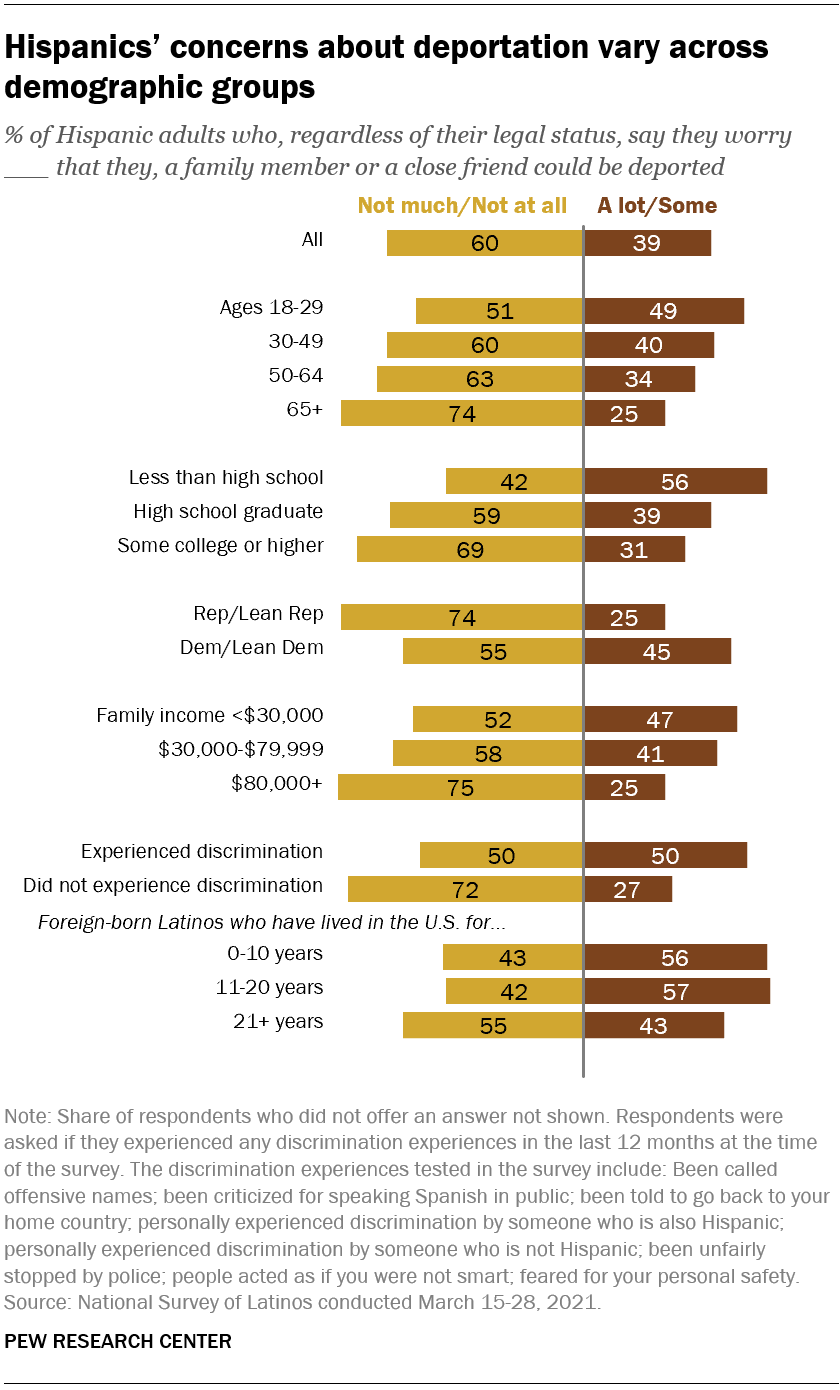 Hispanics’ concerns about deportation vary across
demographic groups
% of Hispanic adults who, regardless of their legal status, say they worry
___ that they, a family member or a close friend could be deported
Not much/Not at all A lot/Some
All 60 39
Ages 18-29 51 49
30-49 60 40
50-64 63 34
65+ 74 25
Less than high school 42 56
High school graduate 59 39
Some college or higher 69 31
Rep/Lean Rep 74 25
Dem/Lean Dem 55 45
Family income <$30,000 52 47
$30,000-$79,999 58 41
$80,000+ 75 25
Experienced discrimination 50 50
Did not experience discrimination 72 27
Foreign-born Latinos who have lived in the U.S. for...
0-10 years 43 56
11-20 years 42 57
21+ years 55 43
Note: Share of respondents who did not offer an answer not shown. Respondents were
asked if they experienced any discrimination experiences in the last 12 months at the time
of the survey. The discrimination experiences tested in the survey include: Been called
offensive names; been criticized for speaking Spanish in public; been told to go back to your
home country; personally experienced discrimination by someone who is also Hispanic;
personally experienced discrimination by someone who is not Hispanic; been unfairly
stopped by police; people acted as if you were not smart; feared for your personal safety.
Source: National Survey of Latinos conducted March 15-28, 2021.
PEW RESEARCH CENTER